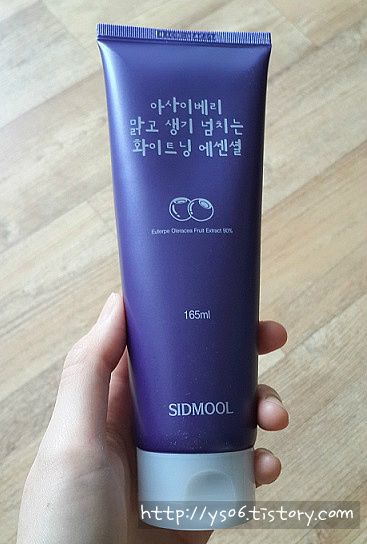 아사이베리
맑고 생기 넘치는
화이트닝 에센셜
Euterpe Oleracea Fruit Extract 90%
165ml
SIDMOOL
http://ys06.tistory.com